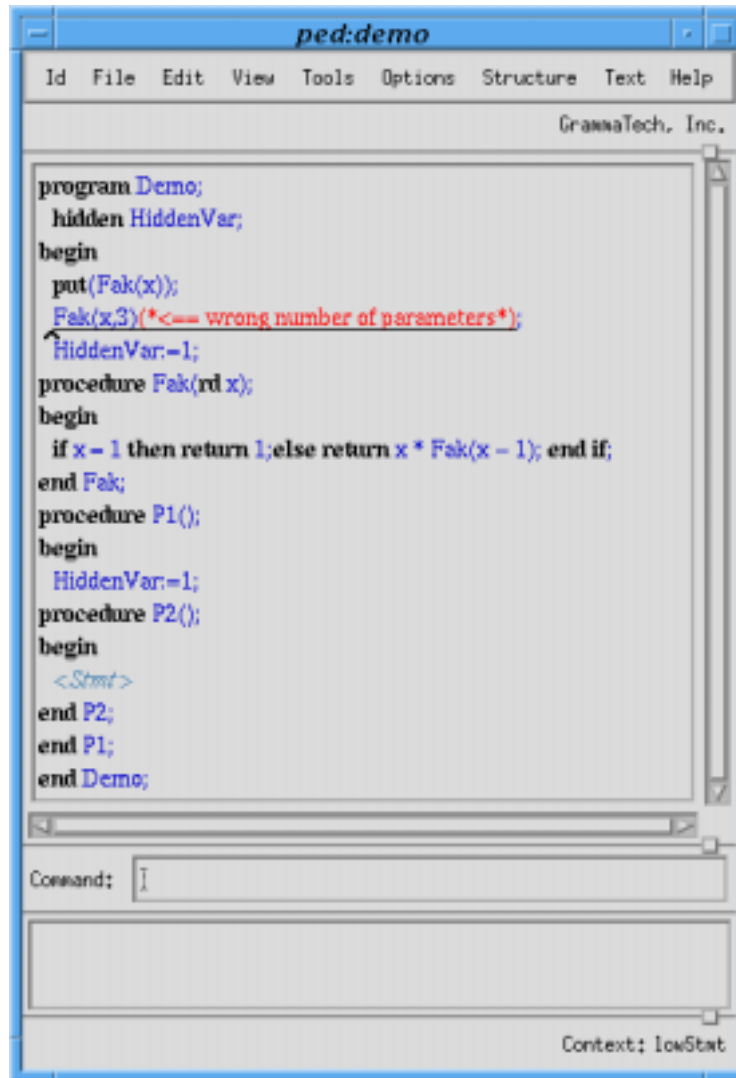 ped:demo
Id File Edit View Tools Options Structure Text Help
GrammaTech, Inc.
program Demo;
hidden HiddenVar;
begin
put(Fak(x));
Fak(x,3)(*<== wrong number of parameters*);
HiddenVar:=1;
procedure Fak(rd x);
begin
if x = 1 then return 1;else return x * Fak(x - 1); end if;
end Fak;
procedure P1();
begin
HiddenVar:=1;
procedure P2();
begin
<Stmt>
end P2;
end P1;
end Demo;
Command:
Context: lowStmt